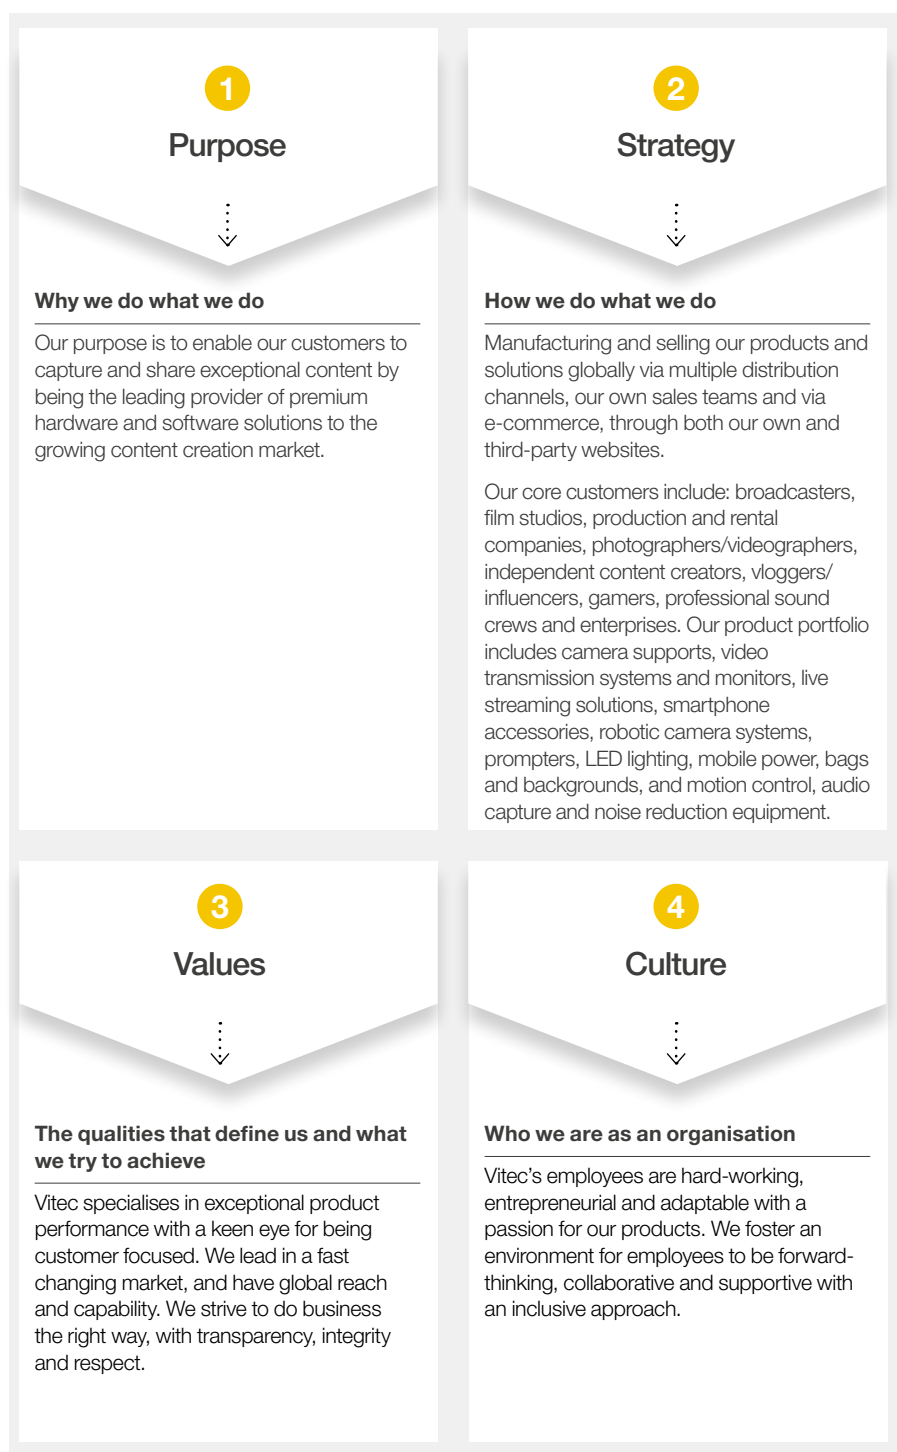 1
Purpose
Why we do what we do
Our purpose is to enable our customers to
capture and share exceptional content by
being the leading provider of premium
hardware and software solutions to the
growing content creation market.
2
Strategy
How we do what we do
Manufacturing and selling our products and
solutions globally via multiple distribution
channels, our own sales teams and via
e-commerce, through both our own and
third-party websites.
Our core customers include: broadcasters,
film studios, production and rental
companies, photographers/videographers,
independent content creators, vloggers/
influencers, gamers, professional sound
crews and enterprises. Our product portfolio
includes camera supports, video
transmission systems and monitors, live
streaming solutions, smartphone
accessories, robotic camera systems,
prompters, LED lighting, mobile power, bags
and backgrounds, and motion control, audio
capture and noise reduction equipment.
3
Values
The qualities that define us and what
we try to achieve
Vitec specialises in exceptional product
performance with a keen eye for being
customer focused. We lead in a fast
changing market, and have global reach
and capability. We strive to do business
the right way, with transparency, integrity
and respect.
4
Culture
Who we are as an organisation
Vitec's employees are hard-working,
entrepreneurial and adaptable with a
passion for our products. We foster an
environment for employees to be forward-
thinking, collaborative and supportive with
an inclusive approach.